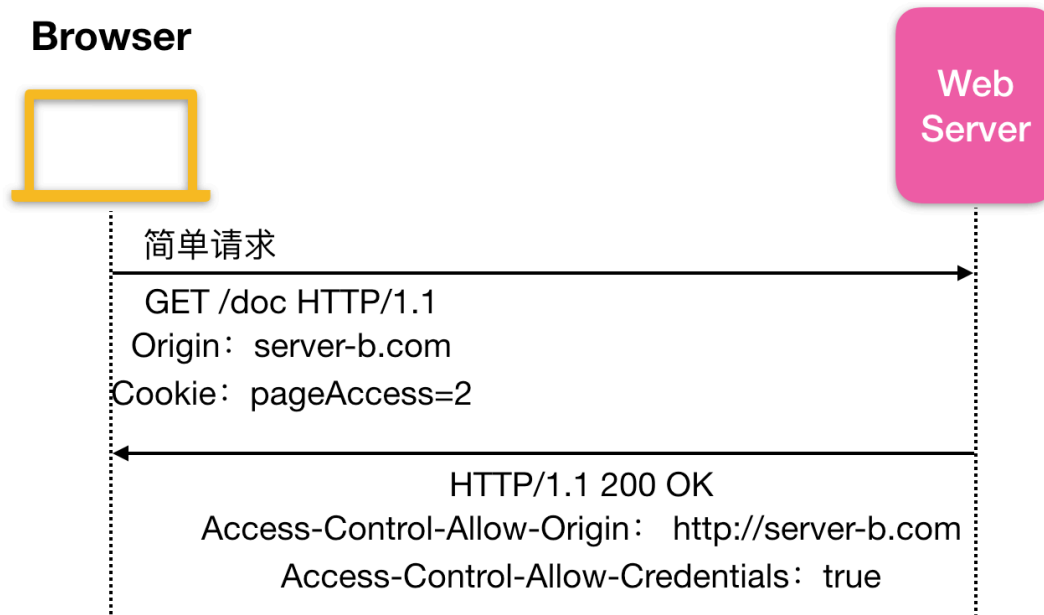 Browser
Web
Server
简单请求
GET /doc HTTP/1.1
Origin：server-b.com
Cookie：pageAccess=2
HTTP/1.1 200 OK
Access-Control-Allow-Origin： http://server-b.com
Access-Control-Allow-Credentials：true